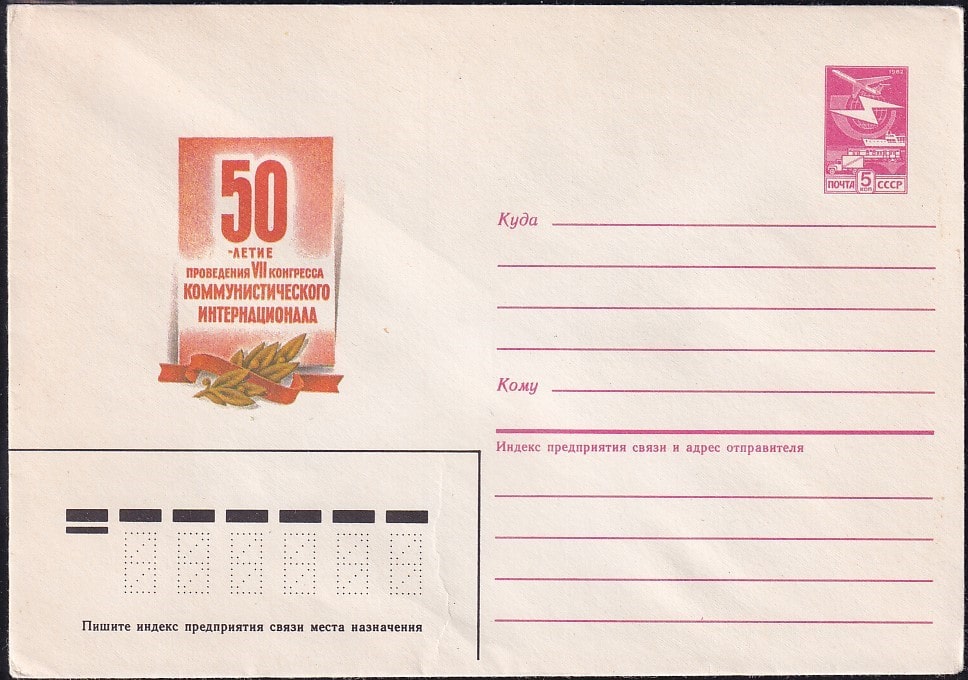 1982
ПОЧТА 5 КОП СССР
50
-ЛЕТИЕ
ПРОВЕДЕНИЯ VII КОНГРЕССА
КОММУНИСТИЧЕСКОГО
ИНТЕРНАЦИОНАЛА
Куда
Кому
Индекс предприятия связи и адрес отправителя
Пишите индекс предприятия связи места назначения